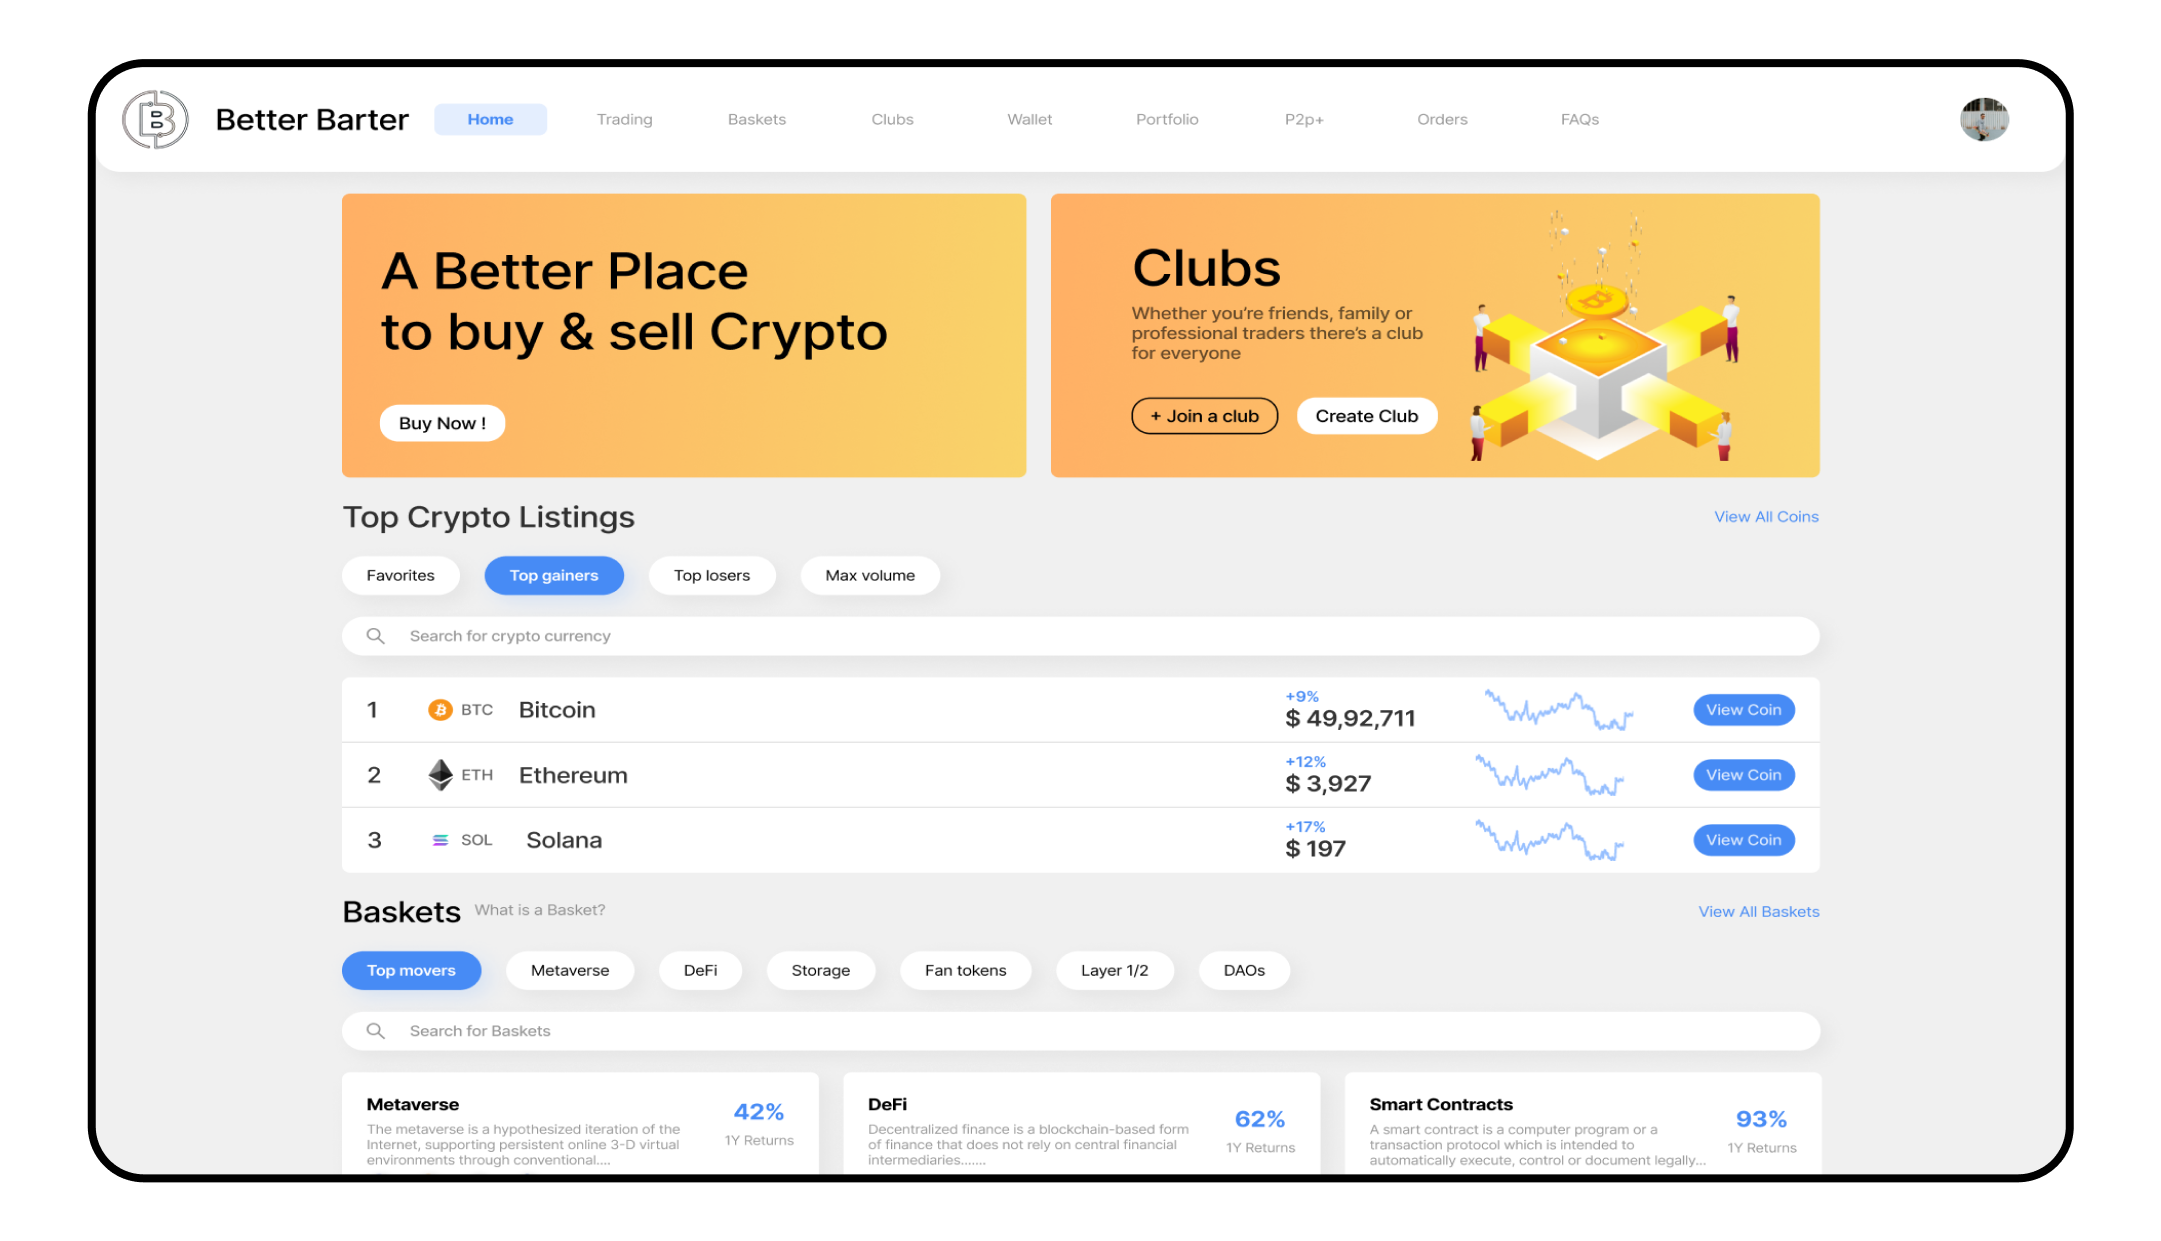 Better Barter
Home
Trading
Baskets
Clubs
Wallet
Portfolio
P2p+
Orders
FAQs
A Better Place
to buy & sell Crypto
Buy Now !
Clubs
Whether you're friends, family or
professional traders there's a club
for everyone
+ Join a club
Create Club
Top Crypto Listings
View All Coins
Favorites
Top gainers
Top losers
Max volume
Search for crypto currency
1
BTC
Bitcoin
+9%
$ 49,92,711
View Coin
2
ETH
Ethereum
+12%
$ 3,927
View Coin
3
SOL
Solana
+17%
$ 197
View Coin
Baskets
What is a Basket?
View All Baskets
Top movers
Metaverse
DeFi
Storage
Fan tokens
Layer 1/2
DAOs
Search for Baskets
Metaverse
The metaverse is a hypothesized iteration of the
Internet, supporting persistent online 3-D virtual
environments through conventional....
42%
1Y Returns
DeFi
Decentralized finance is a blockchain-based form
of finance that does not rely on central financial
intermediaries.......
62%
1Y Returns
Smart Contracts
A smart contract is a computer program or a
transaction protocol which is intended to
automatically execute, control or document legally...
93%
1Y Returns